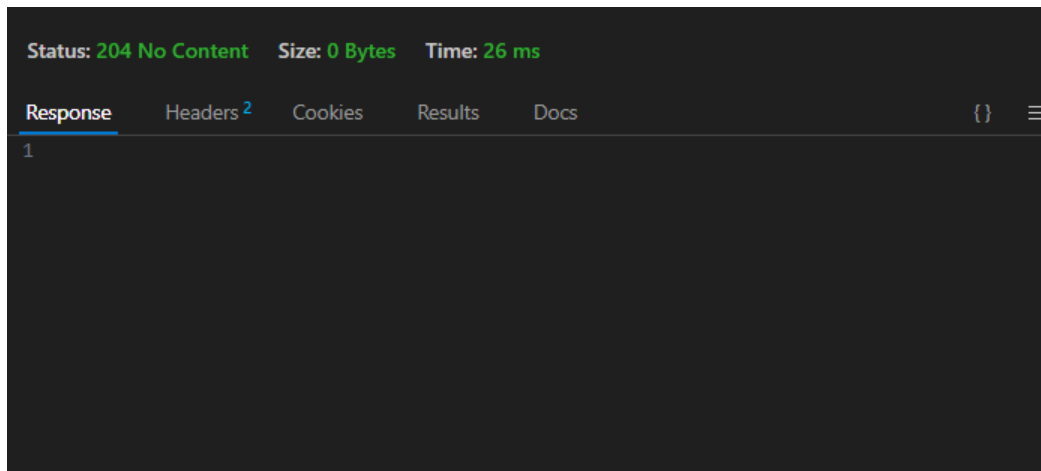 Status: 204 No Content Size: 0 Bytes Time: 26 ms
Response Headers 2 Cookies Results Docs {}
1